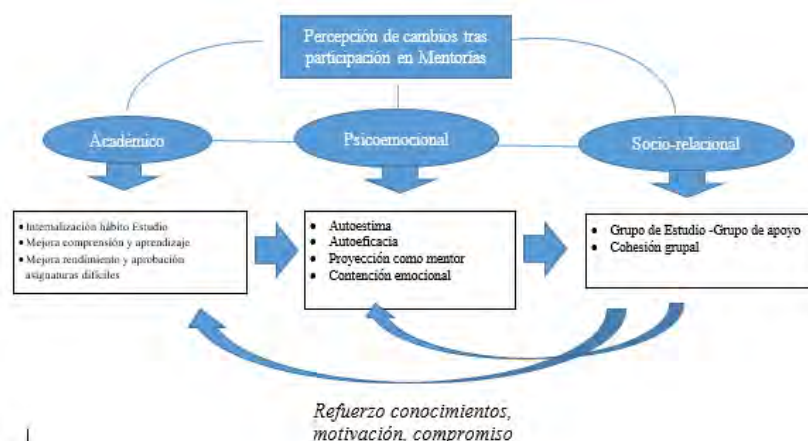 Percepción de cambios tras
participación en Mentorías
Académico
Psicoemocional
Socio-relacional
• Internalización hábito Estudio
• Mejora comprensión y aprendizaje
• Mejora rendimiento y aprobación
asignaturas difíciles
• Autoestima
• Autoeficacia
• Proyección como mentor
• Contención emocional
• Grupo de Estudio -Grupo de apoyo
• Cohesión grupal
Refuerzo conocimientos,
motivación, compromiso